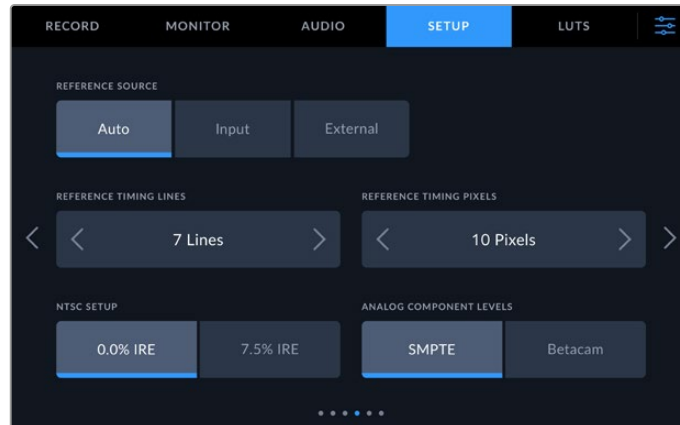 RECORD MONITOR AUDIO SETUP LUTS
REFERENCE SOURCE
Auto Input External
REFERENCE TIMING LINES REFERENCE TIMING PIXELS
7 Lines 10 Pixels
NTSC SETUP ANALOG COMPONENT LEVELS
0.0% IRE 7.5% IRE SMPTE Betacam